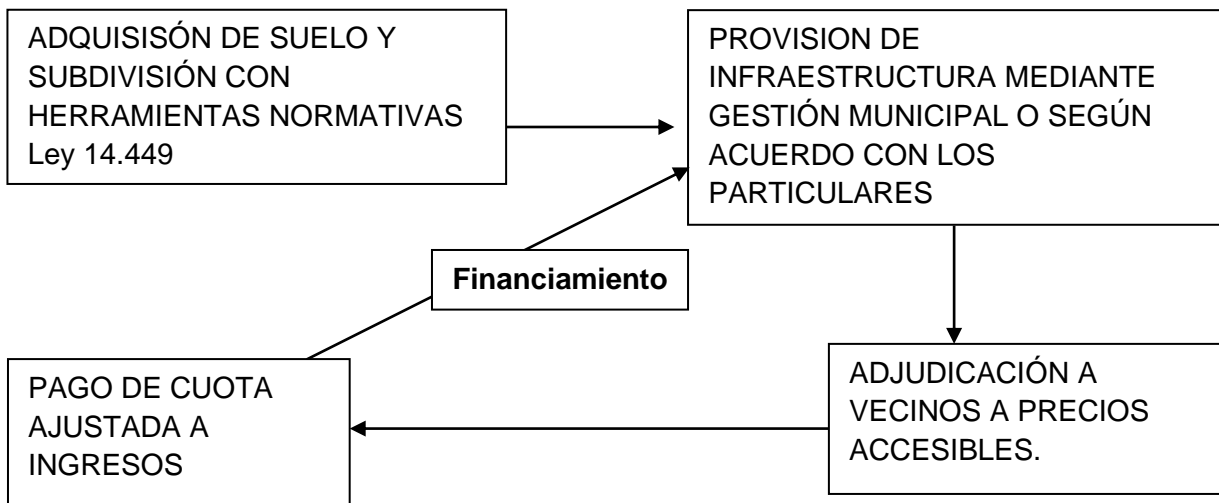 ADQUISISÓN DE SUELO Y
SUBDIVISIÓN CON
HERRAMIENTAS NORMATIVAS
Ley 14.449
PROVISION DE
INFRAESTRUCTURA MEDIANTE
GESTIÓN MUNICIPAL O SEGÚN
ACUERDO CON LOS
PARTICULARES
Financiamiento
PAGO DE CUOTA
AJUSTADA A
INGRESOS
ADJUDICACIÓN A
VECINOS A PRECIOS
ACCESIBLES.